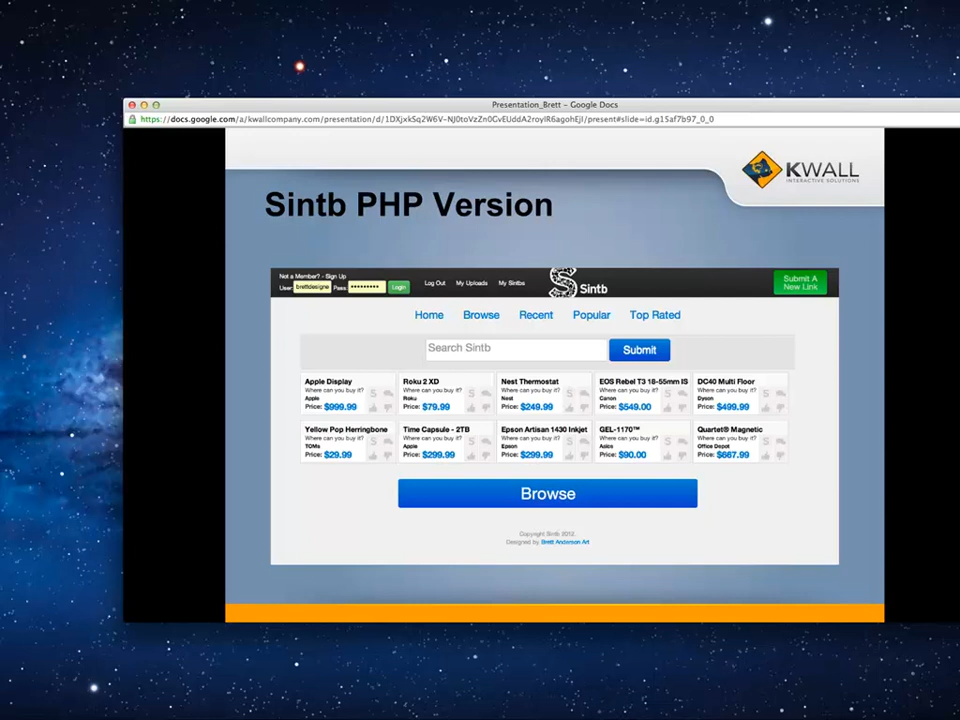 Presentation_Brett – Google Docs
https://docs.google.com/a/kwallcompany.com/presentation/d/1DXjxkSq2W6V-NJ0toVzZn0GvEUddA2royIR6agohEjI/present#slide=id.g15af7b97_0_0
KWALL
INTERACTIVE SOLUTIONS
Sintb PHP Version
Not a Member? - Sign Up
User: brettdesigne Pass: ••••••••• Login
Log Out My Uploads My Sintbs
Sintb
Submit A
New Link
Home Browse Recent Popular Top Rated
Search Sintb Submit
Apple Display Roku 2 XD Nest Thermostat EOS Rebel T3 18-55mm IS DC40 Multi Floor
Where can you buy it? Where can you buy it? Where can you buy it? Where can you buy it? Where can you buy it?
Apple Roku Nest Canon Dyson
Price: $999.99 Price: $79.99 Price: $249.99 Price: $549.00 Price: $499.99
Yellow Pop Herringbone Time Capsule - 2TB Epson Artisan 1430 Inkjet GEL-1170™ Quartet® Magnetic
Where can you buy it? Where can you buy it? Where can you buy it? Where can you buy it? Where can you buy it?
TOMs Apple Epson Asics Office Depot
Price: $29.99 Price: $299.99 Price: $299.99 Price: $90.00 Price: $667.99
Browse
Copyright Sintb 2012.
Designed by Brett Anderson Art